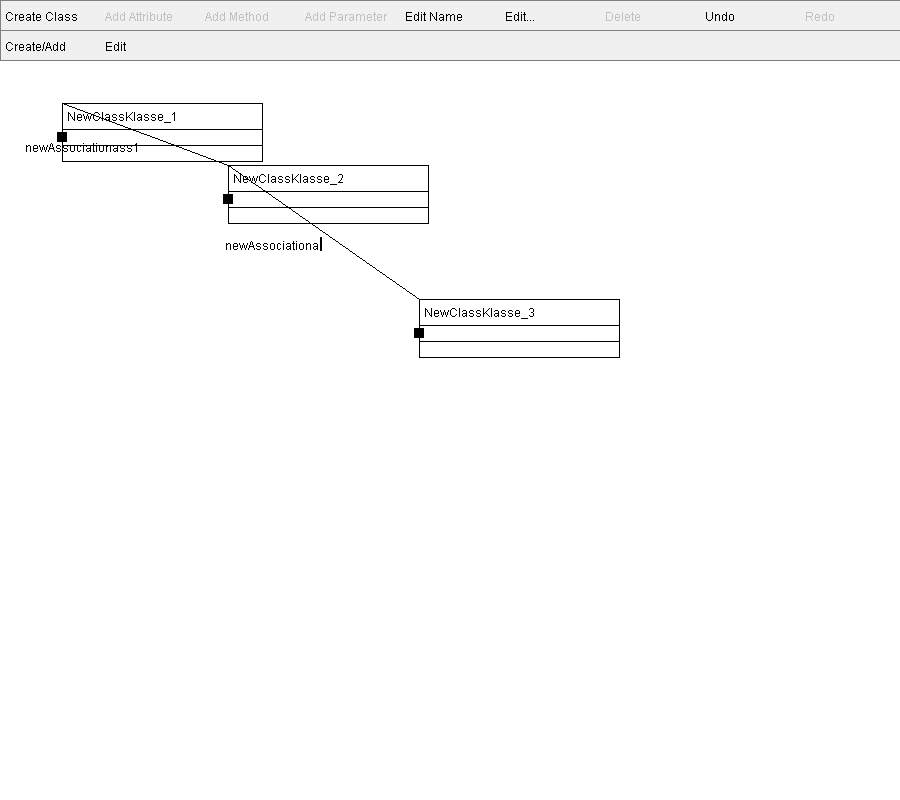 Create Class Add Attribute Add Method Add Parameter Edit Name Edit... Delete Undo Redo
Create/Add Edit
NewClassKlasse_1
newAssociationass1
NewClassKlasse_2
newAssociationa
NewClassKlasse_3